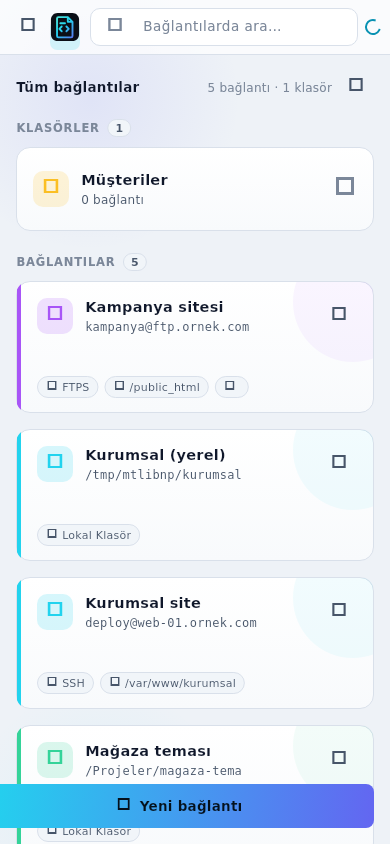 Bağlantılarda ara...
Tüm bağlantılar
5 bağlantı · 1 klasör
KLASÖRLER 1
Müşteriler
0 bağlantı
BAĞLANTILAR 5
Kampanya sitesi
kampanya@ftp.ornek.com
FTPS /public_html
Kurumsal (yerel)
/tmp/mtlibnp/kurumsal
Lokal Klasör
Kurumsal site
deploy@web-01.ornek.com
SSH /var/www/kurumsal
Mağaza teması
/Projeler/magaza-tema
Yeni bağlantı
Lokal Klasör